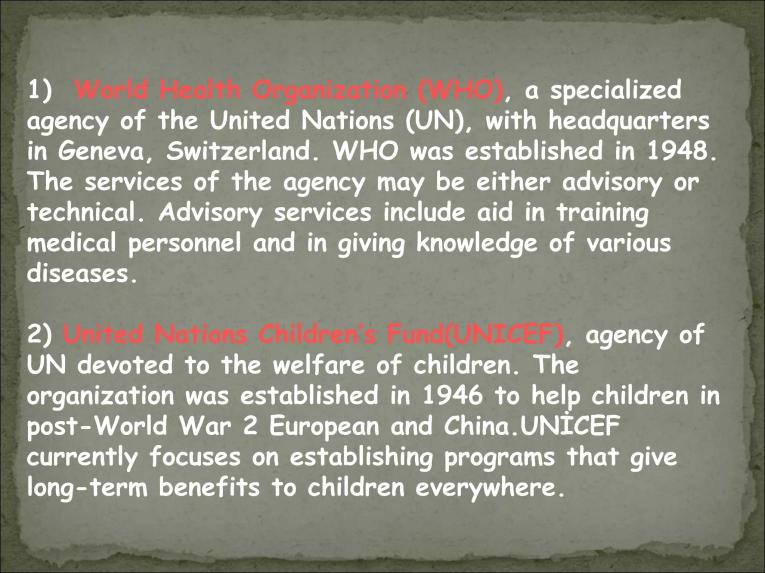 1)  World Health Organization (WHO), a specialized
agency of the United Nations (UN), with headquarters
in Geneva, Switzerland. WHO was established in 1948.
The services of the agency may be either advisory or
technical. Advisory services include aid in training
medical personnel and in giving knowledge of various
diseases.
2) United Nations Children's Fund(UNICEF), agency of
UN devoted to the welfare of children. The
organization was established in 1946 to help children in
post-World War 2 European and China.UNİCEF
currently focuses on establishing programs that give
long-term benefits to children everywhere.